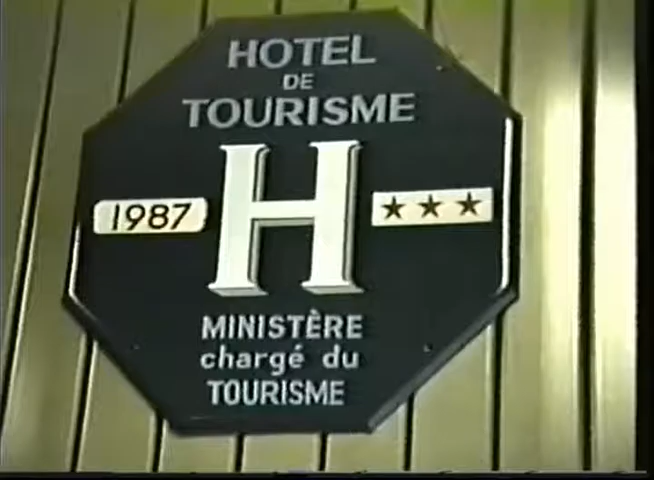 HOTEL
DE
TOURISME
H
1987 ★★★
MINISTÈRE
chargé du
TOURISME